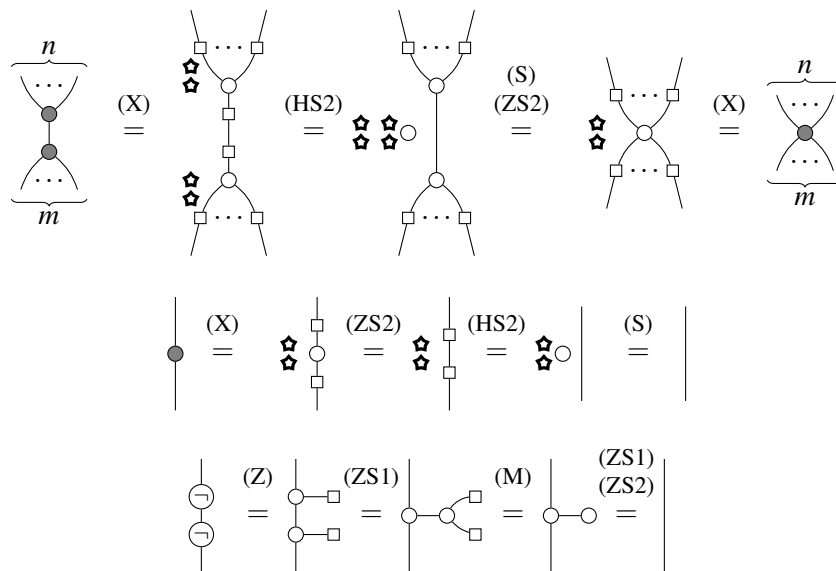 n (X) = (HS2) = (S) (ZS2) = (X) = n
m m
(X) = (ZS2) = (HS2) = (S) =
¬ ¬ (Z) = (ZS1) = (M) = (ZS1) (ZS2) =